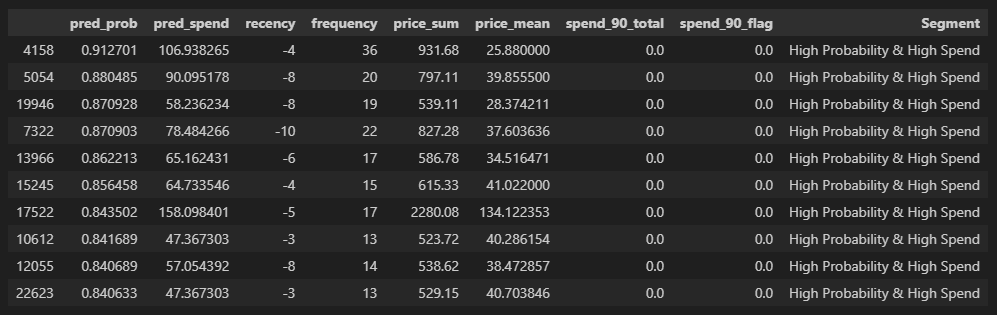 pred_prob pred_spend recency frequency price_sum price_mean spend_90_total spend_90_flag Segment
4158 0.912701 106.938265 -4 36 931.68 25.880000 0.0 0.0 High Probability & High Spend
5054 0.880485 90.095178 -8 20 797.11 39.855500 0.0 0.0 High Probability & High Spend
19946 0.870928 58.236234 -8 19 539.11 28.374211 0.0 0.0 High Probability & High Spend
7322 0.870903 78.484266 -10 22 827.28 37.603636 0.0 0.0 High Probability & High Spend
13966 0.862213 65.162431 -6 17 586.78 34.516471 0.0 0.0 High Probability & High Spend
15245 0.856458 64.733546 -4 15 615.33 41.022000 0.0 0.0 High Probability & High Spend
17522 0.843502 158.098401 -5 17 2280.08 134.122353 0.0 0.0 High Probability & High Spend
10612 0.841689 47.367303 -3 13 523.72 40.286154 0.0 0.0 High Probability & High Spend
12055 0.840689 57.054392 -8 14 538.62 38.472857 0.0 0.0 High Probability & High Spend
22623 0.840633 47.367303 -3 13 529.15 40.703846 0.0 0.0 High Probability & High Spend